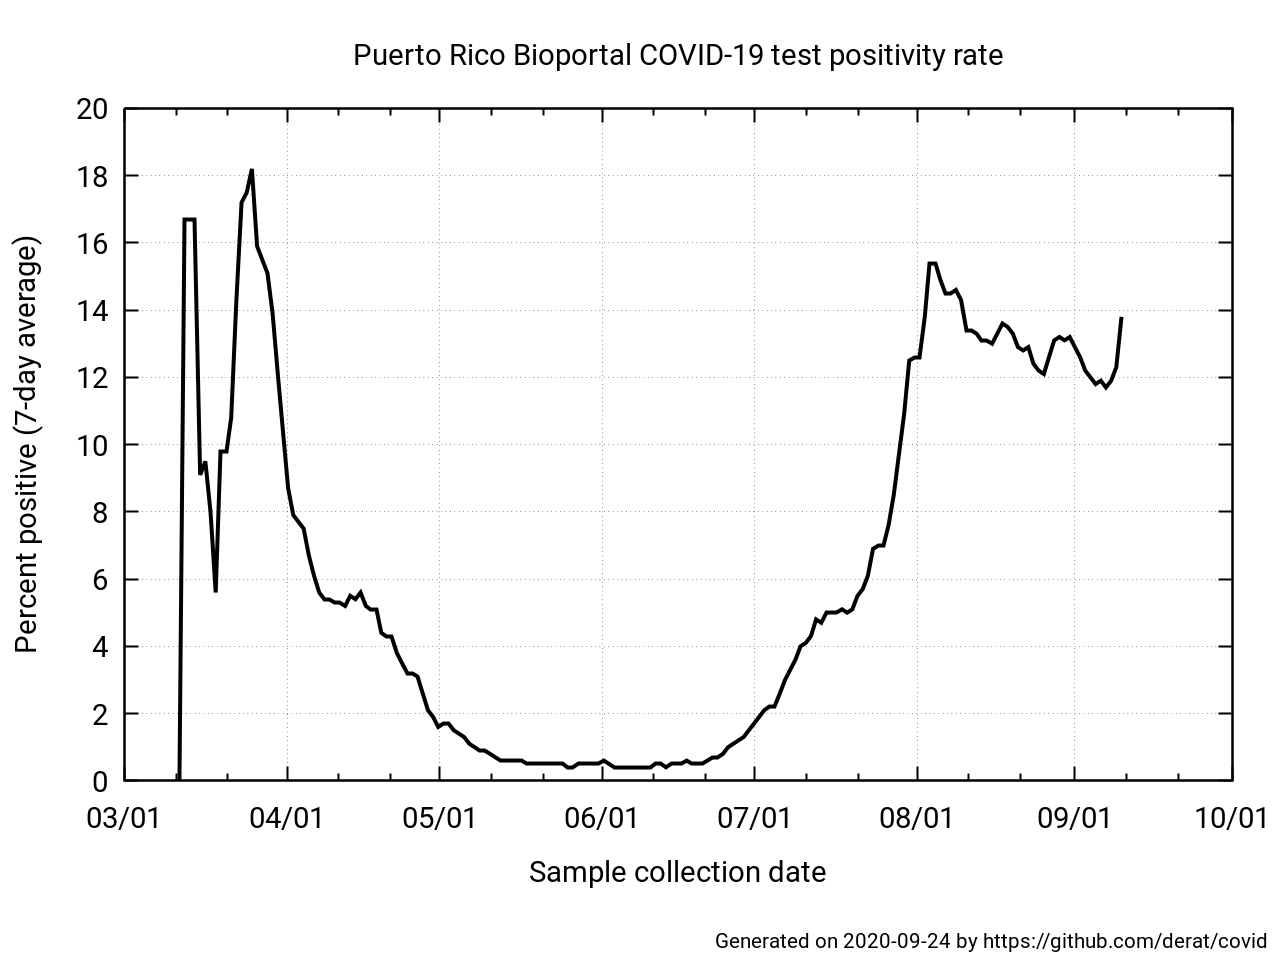 Puerto Rico Bioportal COVID-19 test positivity rate
Percent positive (7-day average)
20
18
16
14
12
10
8
6
4
2
0
03/01 04/01 05/01 06/01 07/01 08/01 09/01 10/01
Sample collection date
Generated on 2020-09-24 by https://github.com/derat/covid